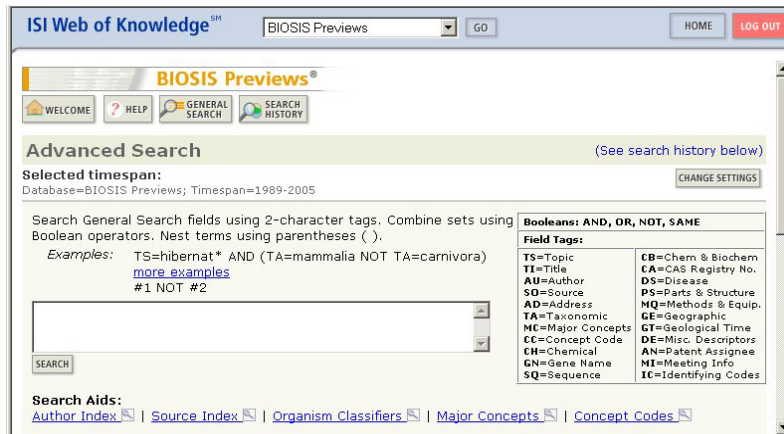 ISI Web of Knowledge℠
BIOSIS Previews
GO
HOME
LOG OUT
BIOSIS Previews®
WELCOME
HELP
GENERAL SEARCH
SEARCH HISTORY
Advanced Search
(See search history below)
Selected timespan:
Database=BIOSIS Previews; Timespan=1989-2005
CHANGE SETTINGS
Search General Search fields using 2-character tags. Combine sets using
Boolean operators. Nest terms using parentheses ( ).
Examples: TS=hibernat* AND (TA=mammalia NOT TA=carnivora)
more examples
#1 NOT #2
SEARCH
Booleans: AND, OR, NOT, SAME
Field Tags:
TS=Topic
TI=Title
AU=Author
SO=Source
AD=Address
TA=Taxonomic
MC=Major Concepts
CC=Concept Code
CH=Chemical
GN=Gene Name
SQ=Sequence
CB=Chem & Biochem
CA=CAS Registry No.
DS=Disease
PS=Parts & Structure
MQ=Methods & Equip.
GE=Geographic
GT=Geological Time
DE=Misc. Descriptors
AN=Patent Assignee
MI=Meeting Info
IC=Identifying Codes
Search Aids:
Author Index | Source Index | Organism Classifiers | Major Concepts | Concept Codes